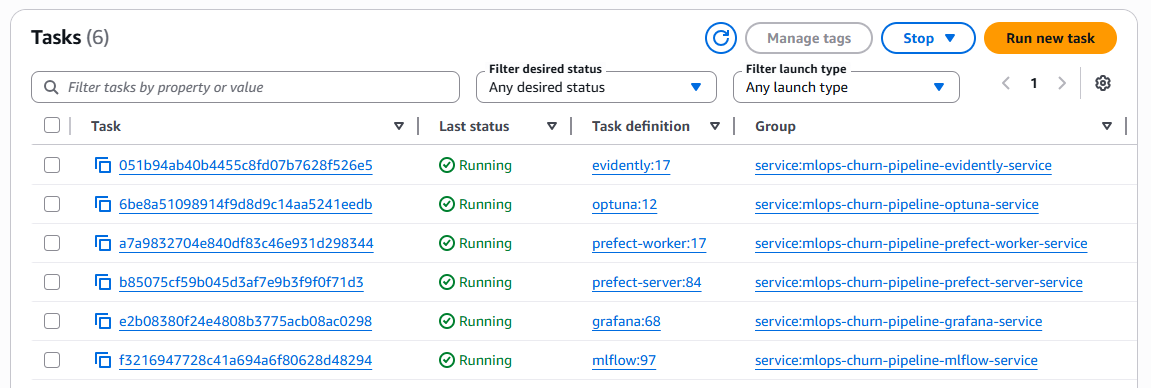 Tasks (6)
Manage tags
Stop
Run new task
Filter tasks by property or value
Filter desired status
Any desired status
Filter launch type
Any launch type
1
Task Last status Task definition Group
051b94ab40b4455c8fd07b7628f526e5 Running evidently:17 service:mlops-churn-pipeline-evidently-service
6be8a51098914f9d8d9c14aa5241eedb Running optuna:12 service:mlops-churn-pipeline-optuna-service
a7a9832704e840df83c46e931d298344 Running prefect-worker:17 service:mlops-churn-pipeline-prefect-worker-service
b85075cf59b045d3af7e9b3f9f0f71d3 Running prefect-server:84 service:mlops-churn-pipeline-prefect-server-service
e2b08380f24e4808b3775acb08ac0298 Running grafana:68 service:mlops-churn-pipeline-grafana-service
f3216947728c41a694a6f80628d48294 Running mlflow:97 service:mlops-churn-pipeline-mlflow-service